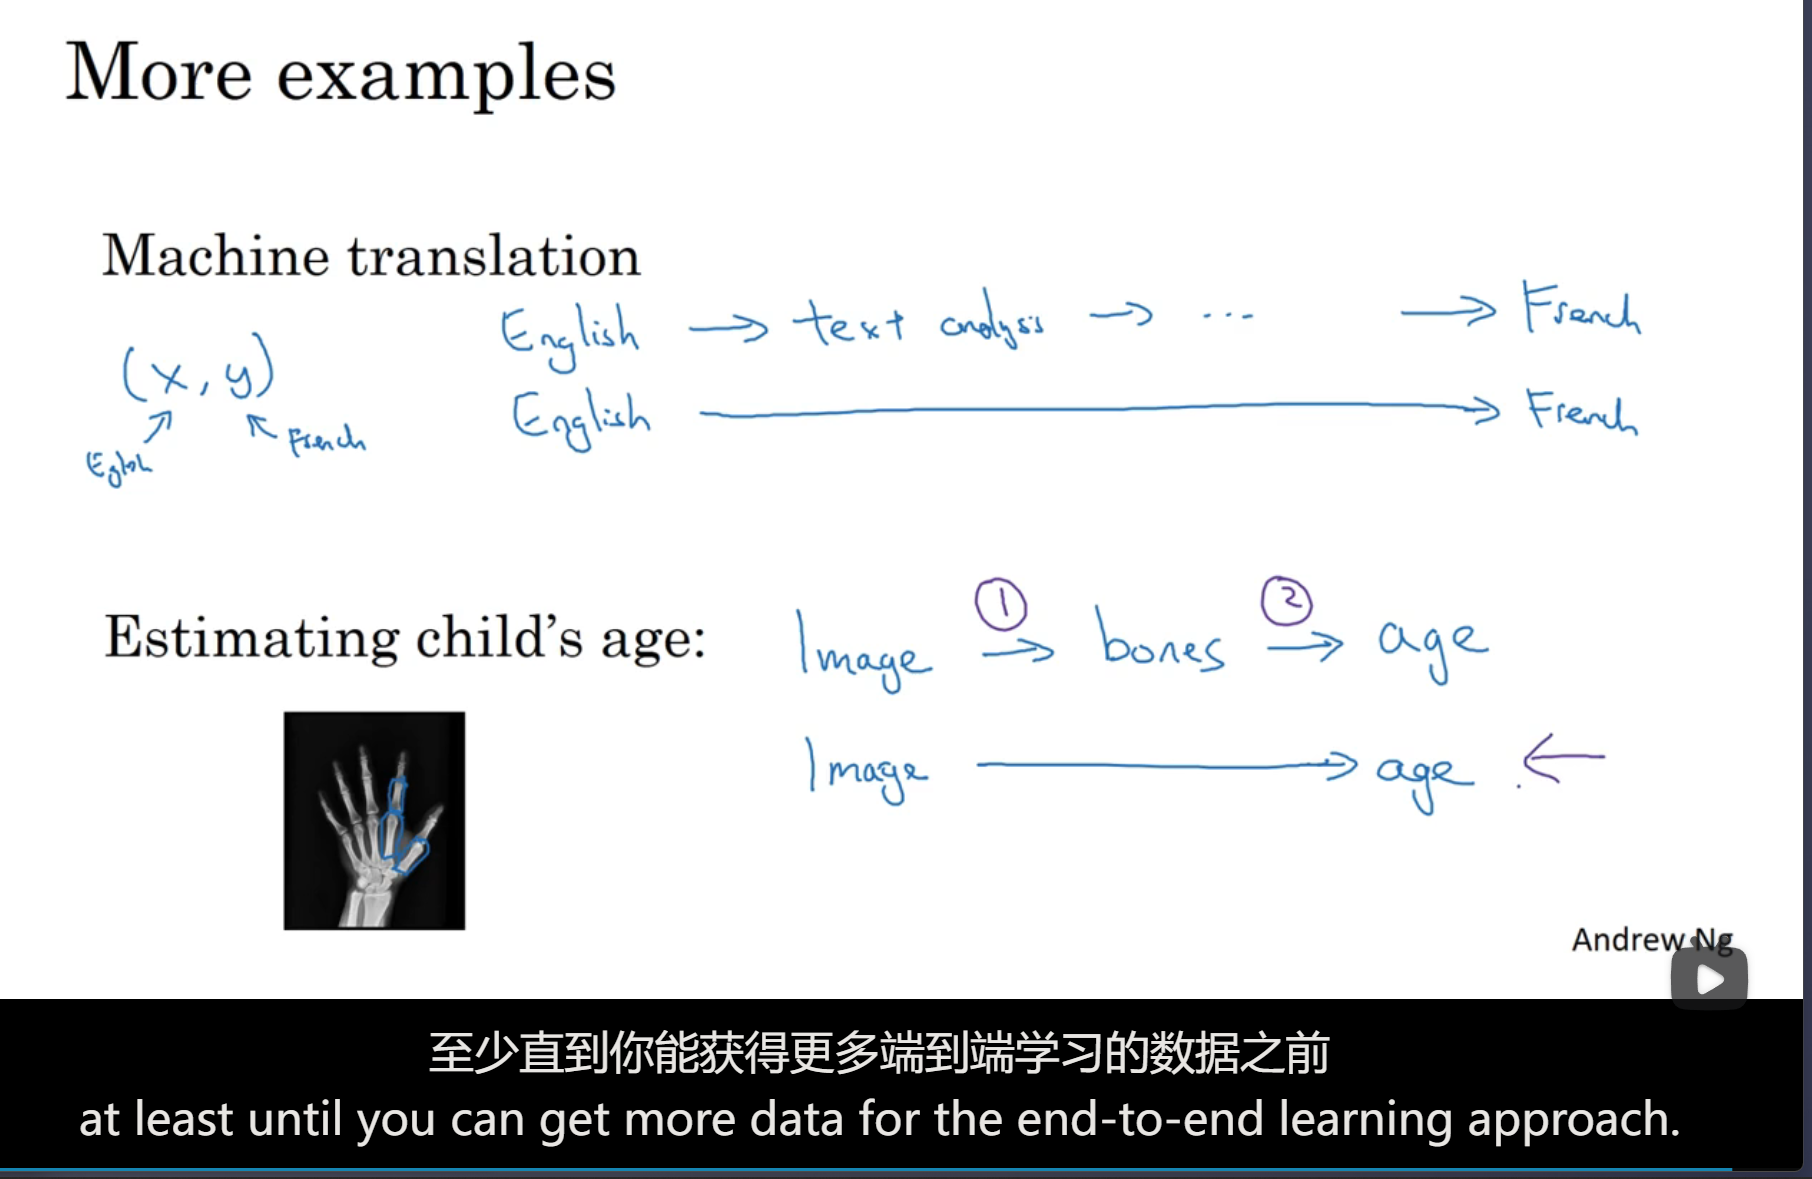 More examples
Machine translation
English → text analysis → ... → French
(x, y)
English → French
Eglsh
French
Estimating child's age:
① ②
Image → bones → age
Image → age ←
Andrew Ng
至少直到你能获得更多端到端学习的数据之前
at least until you can get more data for the end-to-end learning approach.